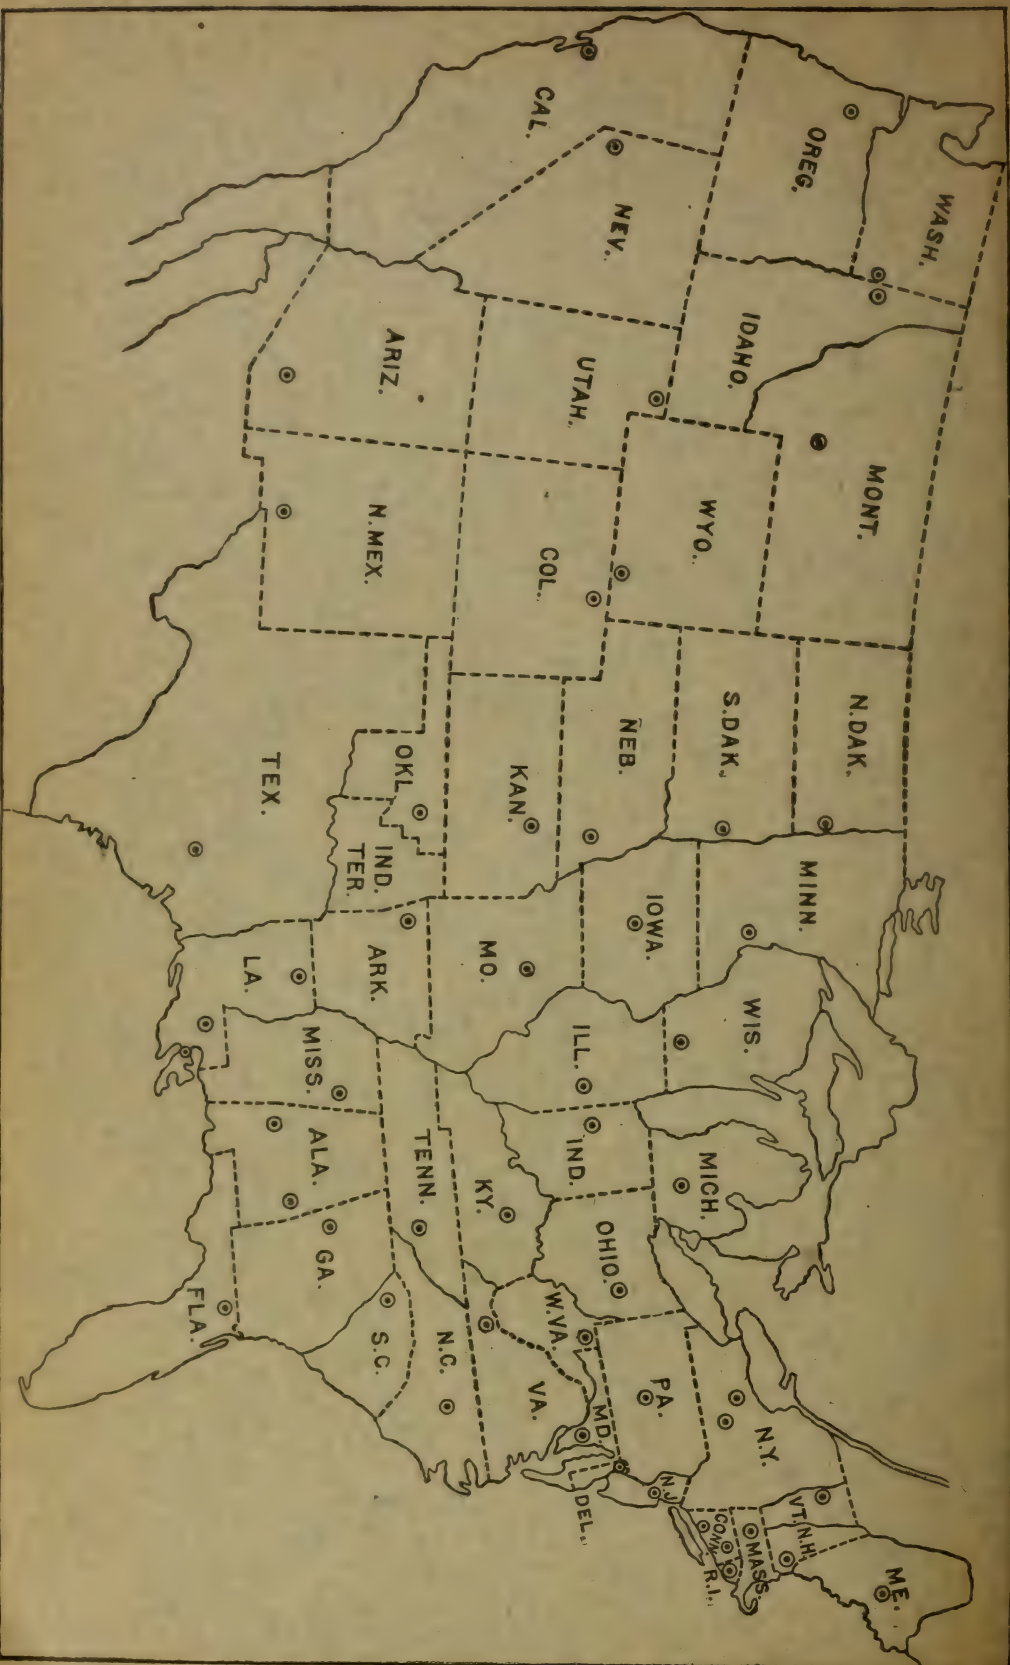 WASH.
OREG.
CAL.
NEV.
IDAHO.
MONT.
UTAH.
ARIZ.
WYO.
COL.
N. MEX.
N. DAK.
S. DAK.
NEB.
KAN.
OKL
IND.
TER.
TEX.
MINN.
IOWA.
MO.
ARK.
LA.
WIS.
ILL.
MISS.
MICH.
IND.
OHIO.
KY.
TENN.
ALA.
GA.
FLA.
S.C.
N.C.
W.VA.
VA.
PA.
MD.
DEL.
N.J.
N.Y.
CONN.
R.I.
MASS.
VT.
N.H.
ME.